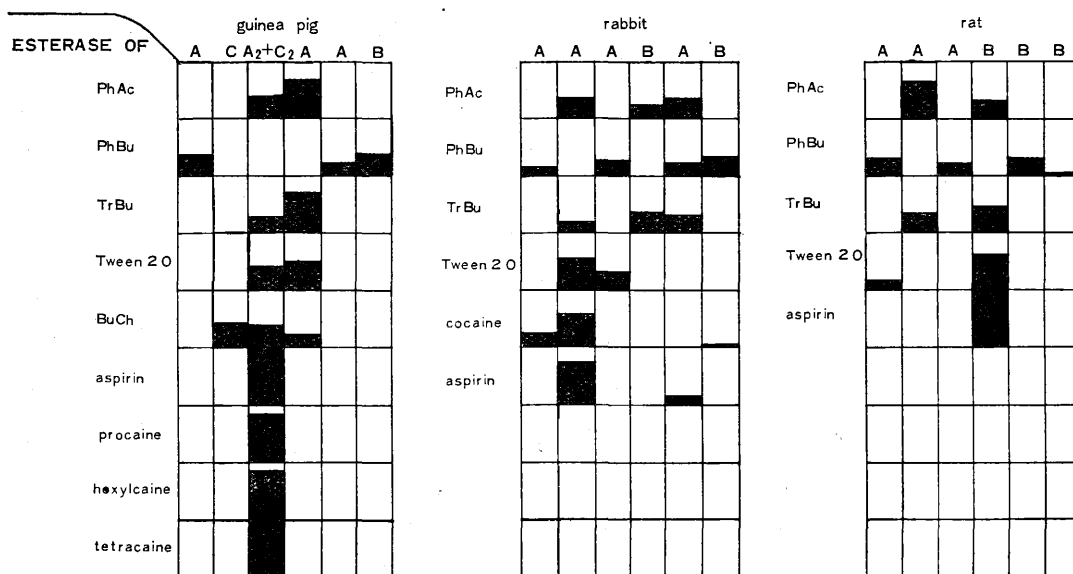 guinea pig
rabbit
rat
ESTERASE OF
A C A2+C2 A A B
A A A B A B
A A A B B B
PhAc
PhBu
TrBu
Tween 20
BuCh
aspirin
procaine
hexylcaine
tetracaine
PhAc
PhBu
TrBu
Tween 20
cocaine
aspirin
PhAc
PhBu
TrBu
Tween 20
aspirin